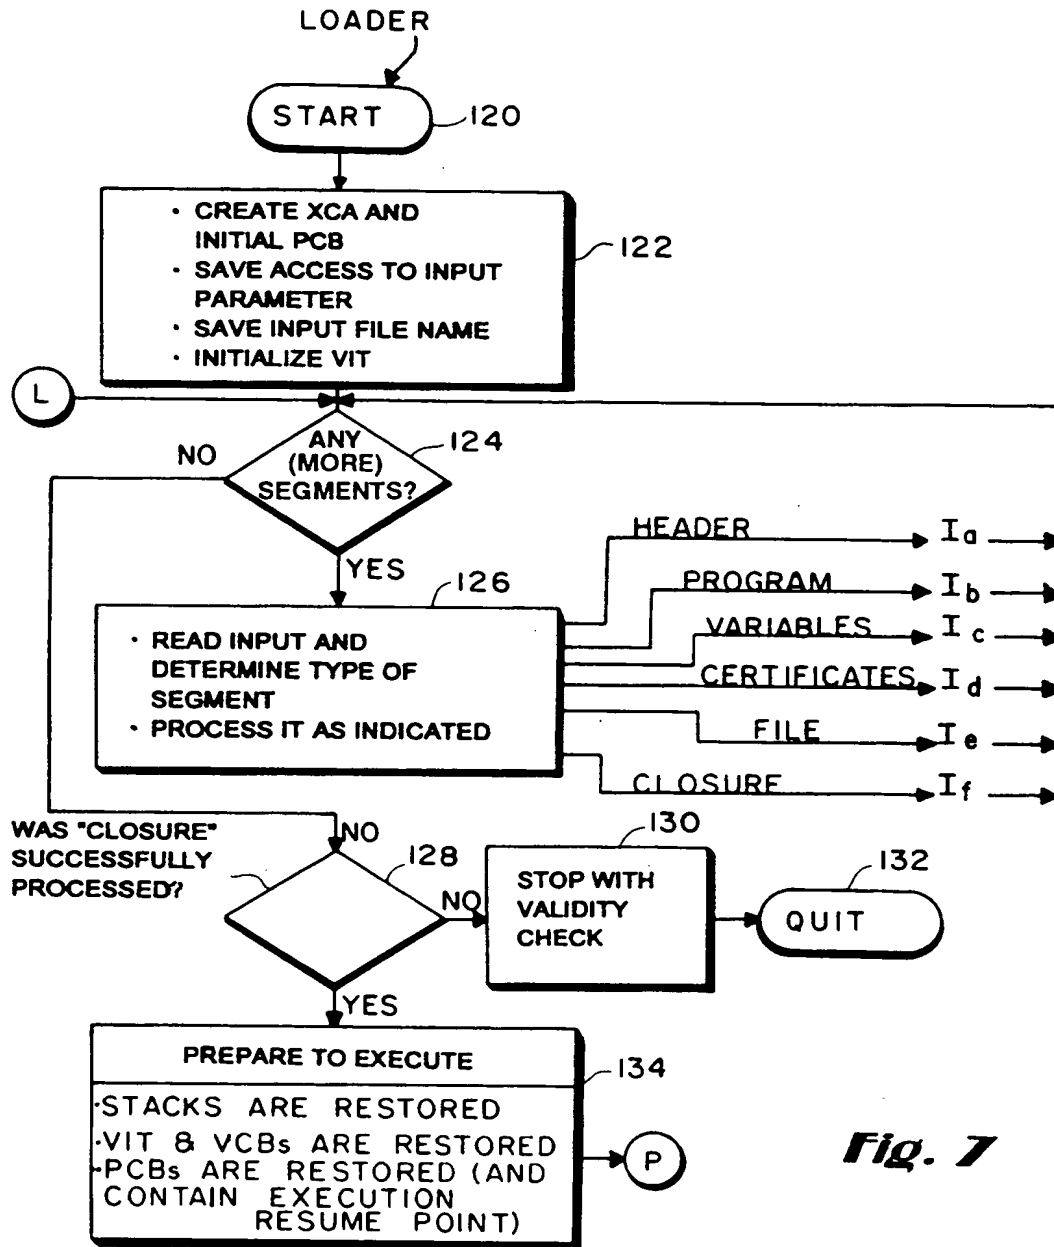 LOADER
START
120
· CREATE XCA AND
INITIAL PCB
· SAVE ACCESS TO INPUT
PARAMETER
· SAVE INPUT FILE NAME
· INITIALIZE VIT
122
L
ANY
(MORE)
SEGMENTS?
124
NO
YES
126
· READ INPUT AND
DETERMINE TYPE OF
SEGMENT
· PROCESS IT AS INDICATED
HEADER
Ia
PROGRAM
Ib
VARIABLES
Ic
CERTIFICATES
Id
FILE
Ie
CLOSURE
If
WAS "CLOSURE"
SUCCESSFULLY
PROCESSED?
NO
128
NO
130
STOP WITH
VALIDITY
CHECK
132
QUIT
YES
PREPARE TO EXECUTE
134
·STACKS ARE RESTORED
·VIT & VCBs ARE RESTORED
·PCBs ARE RESTORED (AND
CONTAIN EXECUTION
RESUME POINT)
P
Fig. 7